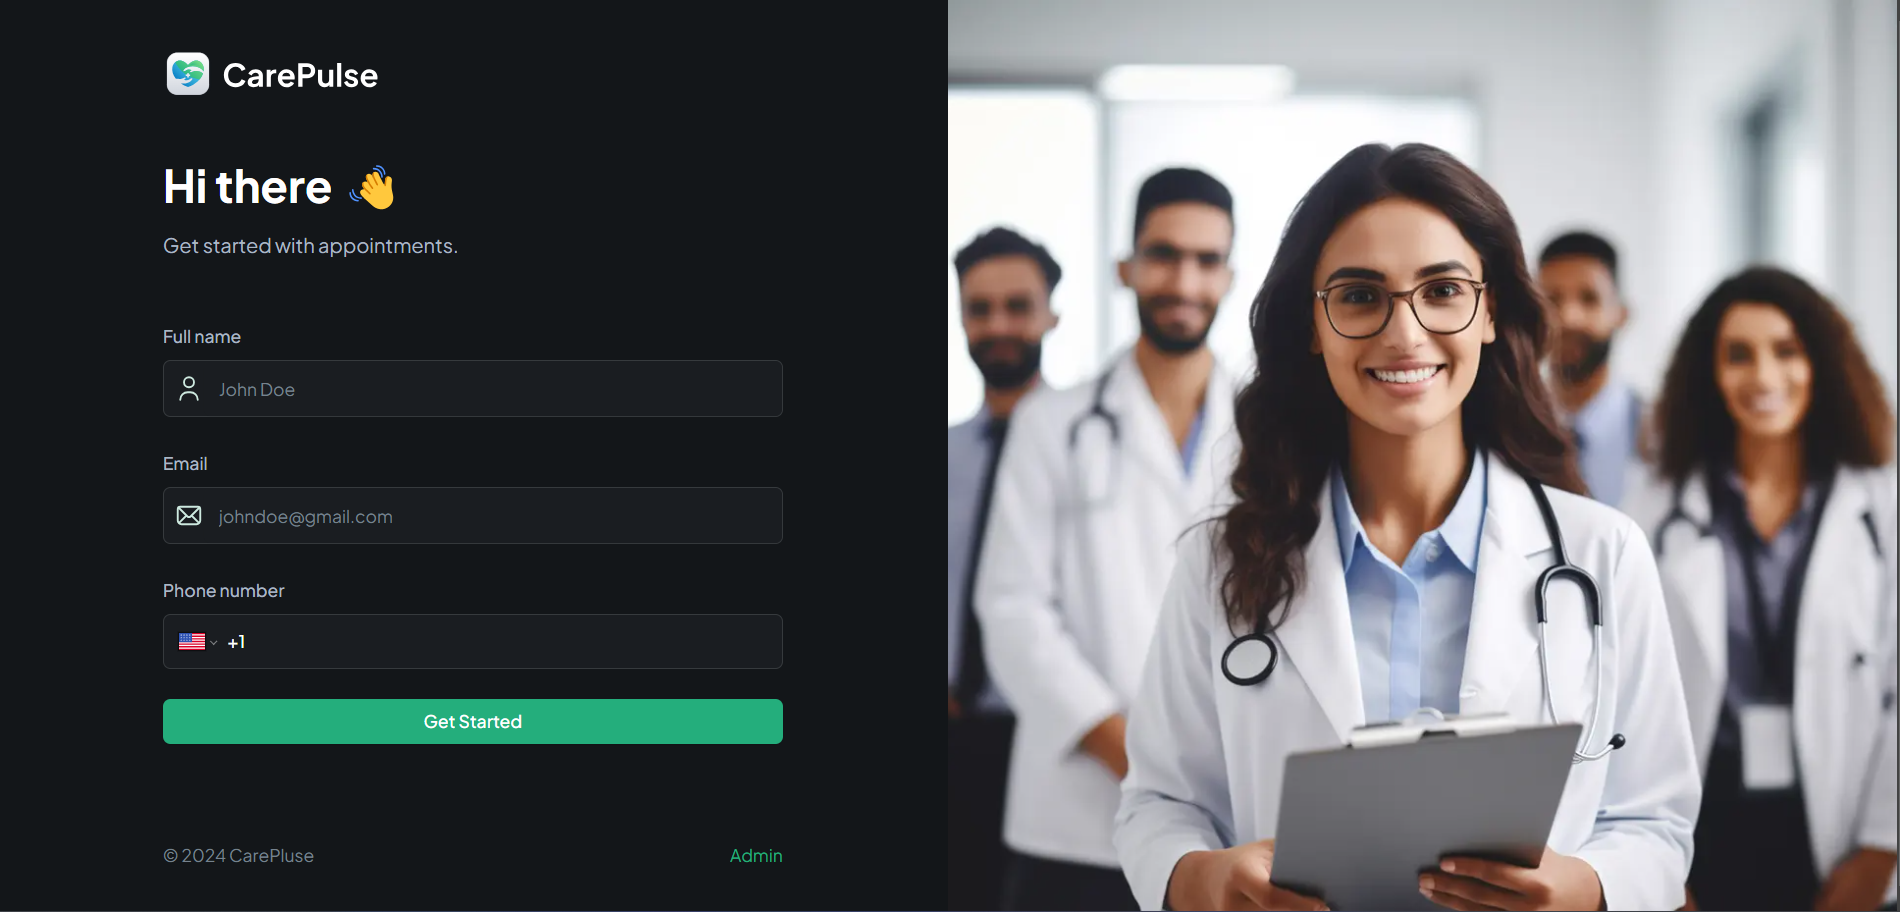 CarePulse
Hi there 👋
Get started with appointments.
Full name
John Doe
Email
johndoe@gmail.com
Phone number
+1
Get Started
© 2024 CarePluse
Admin